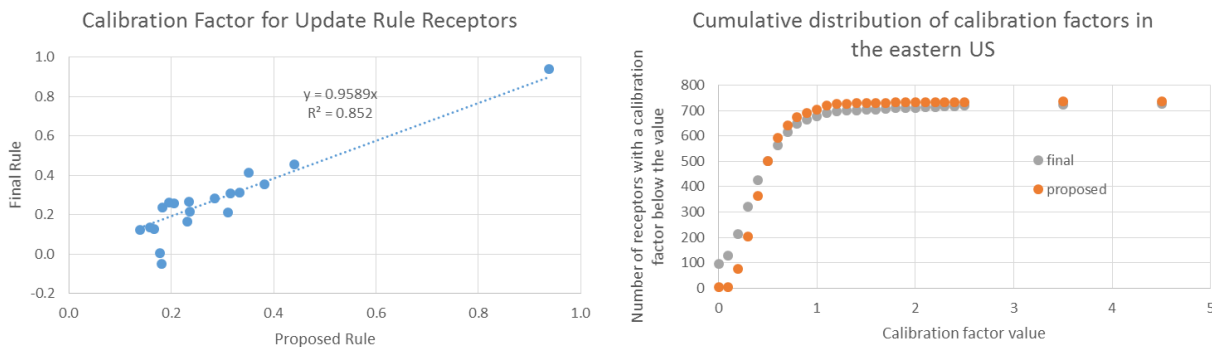 Calibration Factor for Update Rule Receptors
1.0
0.8
0.6
0.4
0.2
0.0
-0.2
Final Rule
y = 0.9589x
R² = 0.852
0.0 0.2 0.4 0.6 0.8 1.0
Proposed Rule
Cumulative distribution of calibration factors in
the eastern US
Number of receptors with a calibration
factor below the value
800
700
600
500
400
300
200
100
0
final
proposed
0 1 2 3 4 5
Calibration factor value